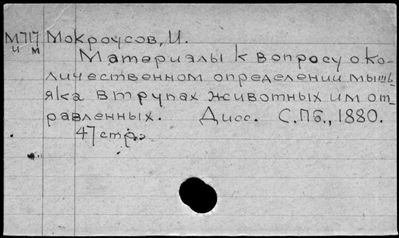 М717 Мокроусов, И.
и м Материалы к вопросу о ко-
личественном определении мышь-
яка в трупах животных им от-
равленных. Дисс. С.Пб., 1880.
47 стр.